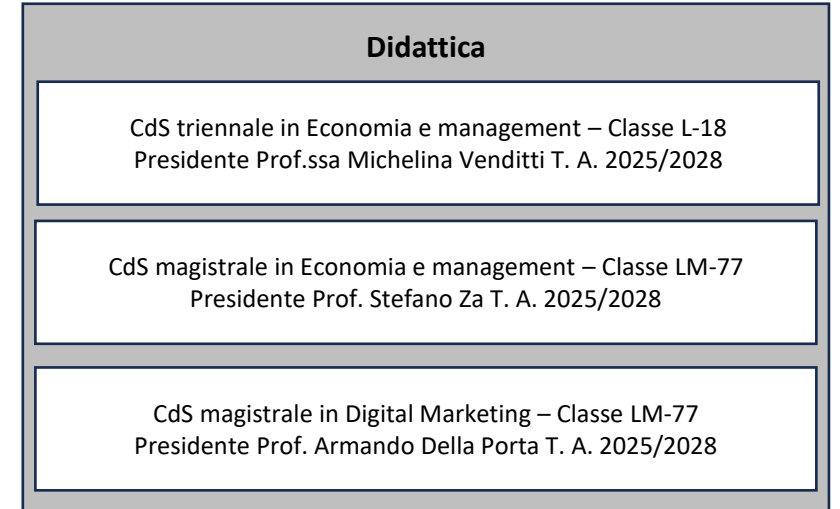 Didattica
CdS triennale in Economia e management – Classe L-18
Presidente Prof.ssa Michelina Venditti T. A. 2025/2028
CdS magistrale in Economia e management – Classe LM-77
Presidente Prof. Stefano Za T. A. 2025/2028
CdS magistrale in Digital Marketing – Classe LM-77
Presidente Prof. Armando Della Porta T. A. 2025/2028